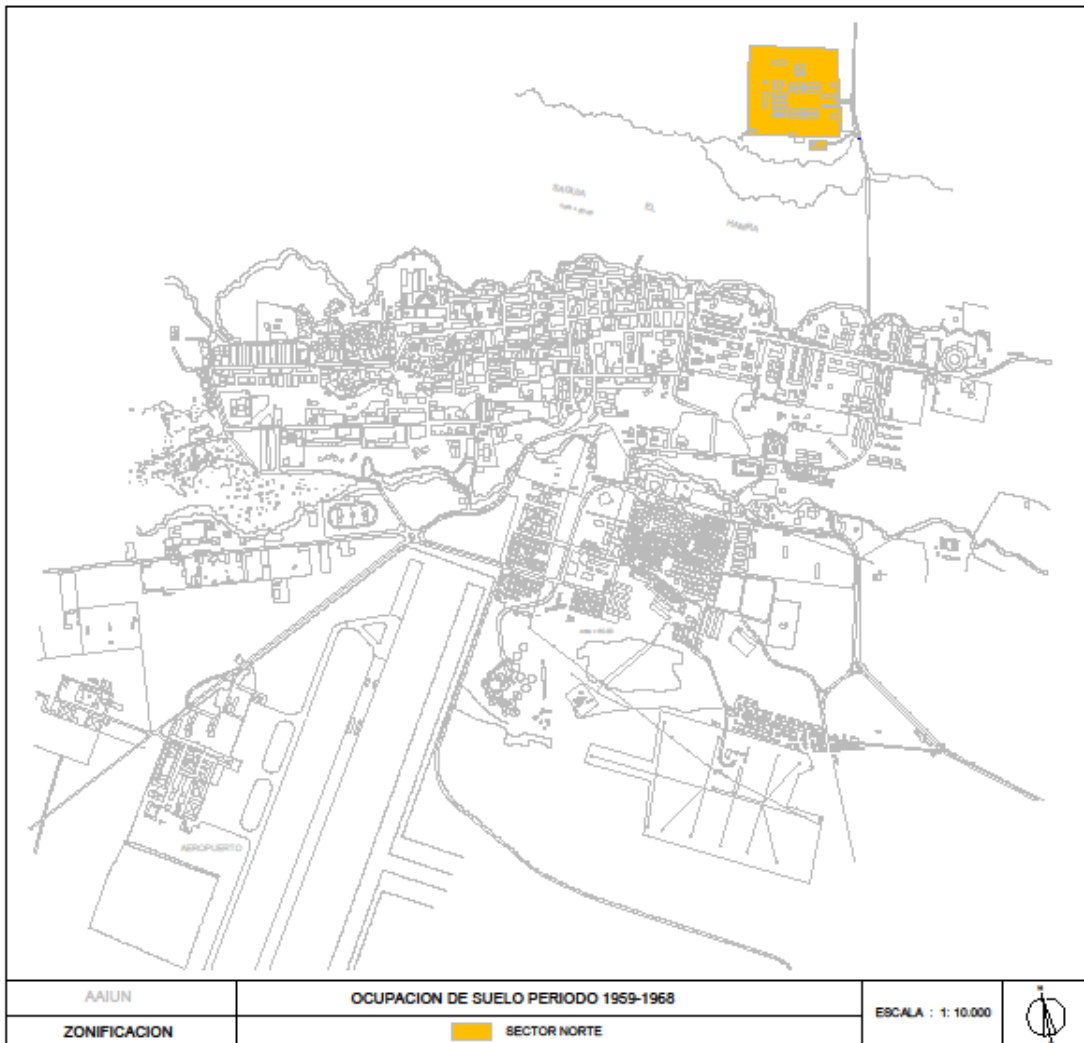 SAGUIA
EL
HAMRA
AEROPUERTO
AAIUN
OCUPACION DE SUELO PERIODO 1959-1968
ESCALA : 1: 10.000
ZONIFICACION
SECTOR NORTE